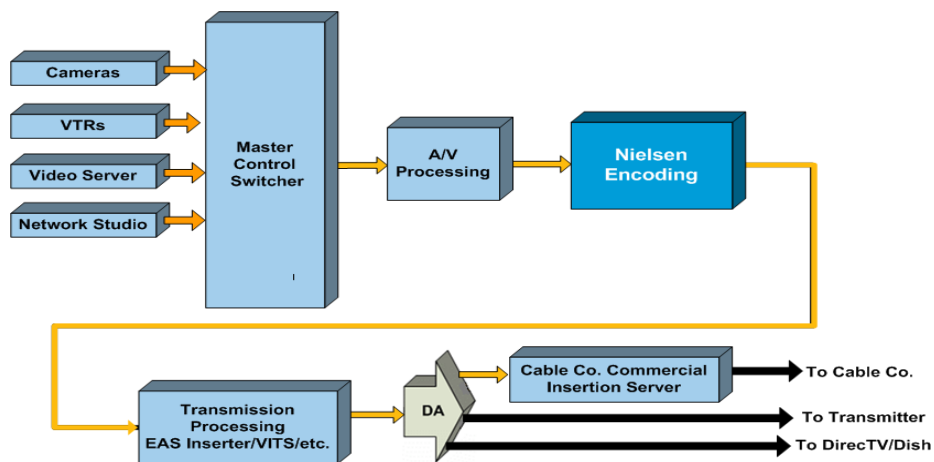 Cameras
VTRs
Video Server
Network Studio
Master
Control
Switcher
A/V
Processing
Nielsen
Encoding
Transmission
Processing
EAS Inserter/VITS/etc.
DA
Cable Co. Commercial
Insertion Server
To Cable Co.
To Transmitter
To DirecTV/Dish